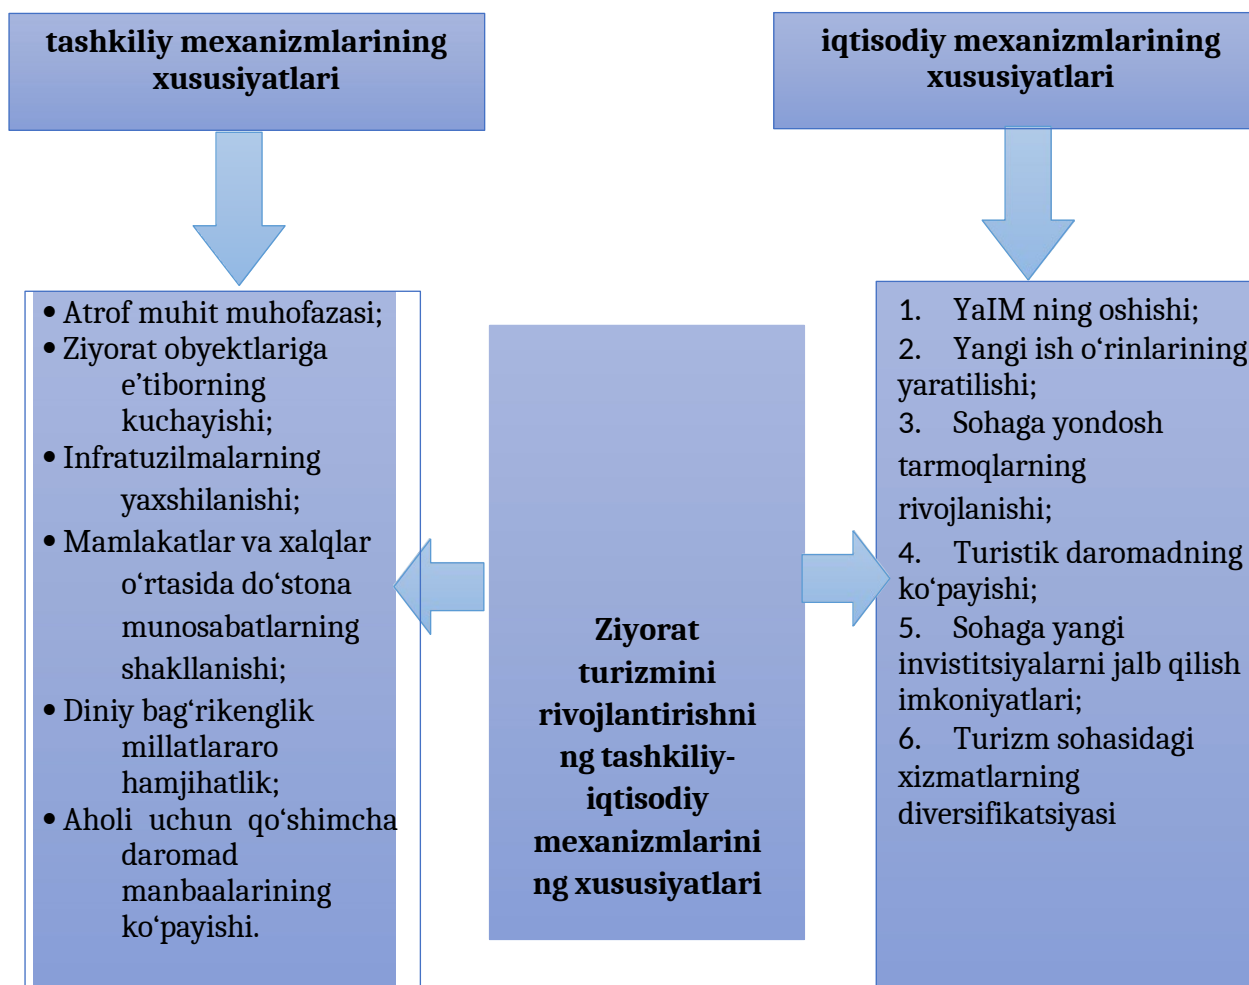 tashkiliy mexanizmlarining
xususiyatlari
iqtisodiy mexanizmlarining
xususiyatlari
• Atrof muhit muhofazasi;
• Ziyorat obyektlariga
e’tiborning
kuchayishi;
• Infratuzilmalarning
yaxshilanishi;
• Mamlakatlar va xalqlar
o‘rtasida do‘stona
munosabatlarning
shakllanishi;
• Diniy bag‘rikenglik
millatlararo
hamjihatlik;
• Aholi uchun qo‘shimcha
daromad
manbaalarining
ko‘payishi.
Ziyorat
turizmini
rivojlantirishni
ng tashkiliy-
iqtisodiy
mexanizmlarini
ng xususiyatlari
1. YaIM ning oshishi;
2. Yangi ish o‘rinlarining
yaratilishi;
3. Sohaga yondosh
tarmoqlarning
rivojlanishi;
4. Turistik daromadning
ko‘payishi;
5. Sohaga yangi
invistitsiyalarni jalb qilish
imkoniyatlari;
6. Turizm sohasidagi
xizmatlarning
diversifikatsiyasi